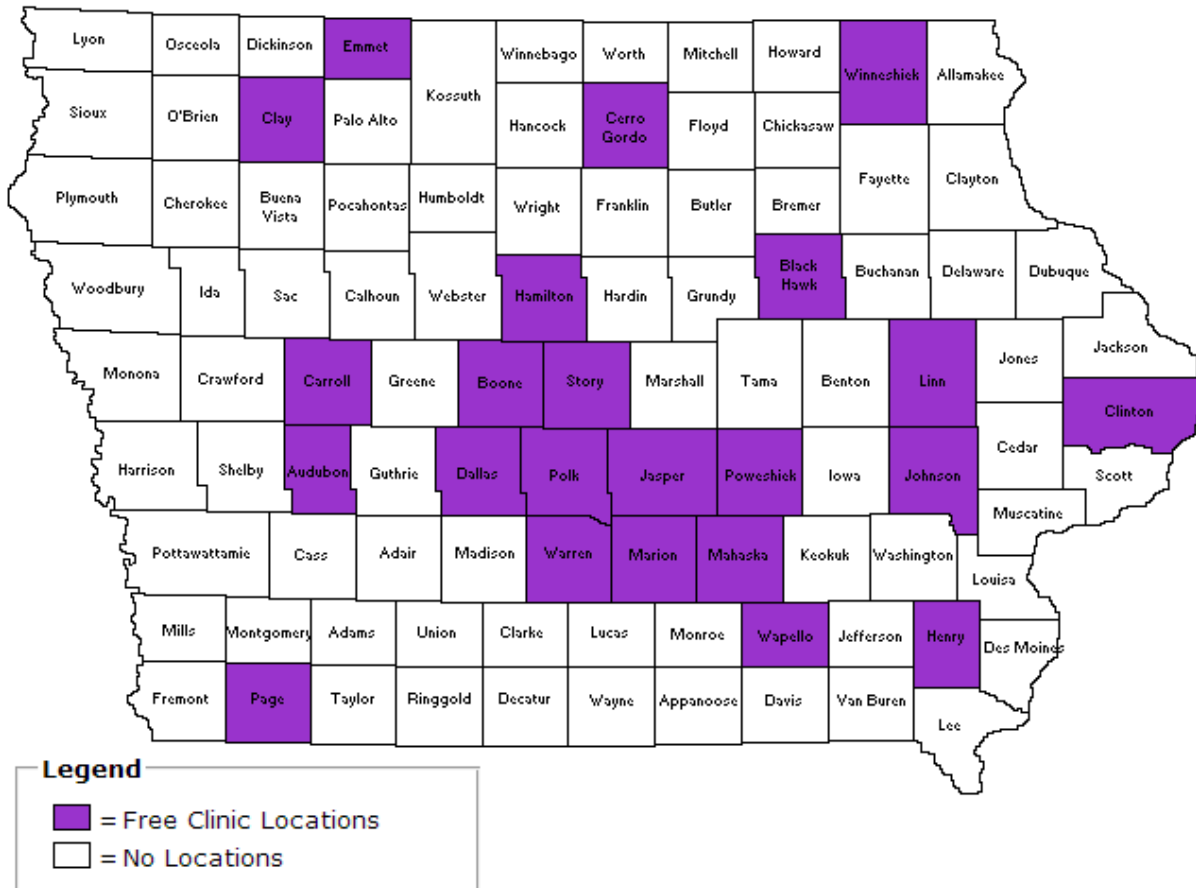 Lyon
Osceola
Dickinson
Emmet
Kossuth
Winnebago
Worth
Mitchell
Howard
Winneshiek
Allamakee
Sioux
O'Brien
Clay
Palo Alto
Hancock
Cerro
Gordo
Floyd
Chickasaw
Fayette
Clayton
Plymouth
Cherokee
Buena
Vista
Pocahontas
Humboldt
Wright
Franklin
Butler
Bremer
Woodbury
Ida
Sac
Calhoun
Webster
Hamilton
Hardin
Grundy
Black
Hawk
Buchanan
Delaware
Dubuque
Monona
Crawford
Carroll
Greene
Boone
Story
Marshall
Tama
Benton
Linn
Jones
Jackson
Clinton
Harrison
Shelby
Audubon
Guthrie
Dallas
Polk
Jasper
Poweshiek
Iowa
Johnson
Cedar
Scott
Muscatine
Pottawattamie
Cass
Adair
Madison
Warren
Marion
Mahaska
Keokuk
Washington
Louisa
Mills
Montgomery
Adams
Union
Clarke
Lucas
Monroe
Wapello
Jefferson
Henry
Des Moines
Fremont
Page
Taylor
Ringgold
Decatur
Wayne
Appanoose
Davis
Van Buren
Lee
Legend
= Free Clinic Locations
= No Locations